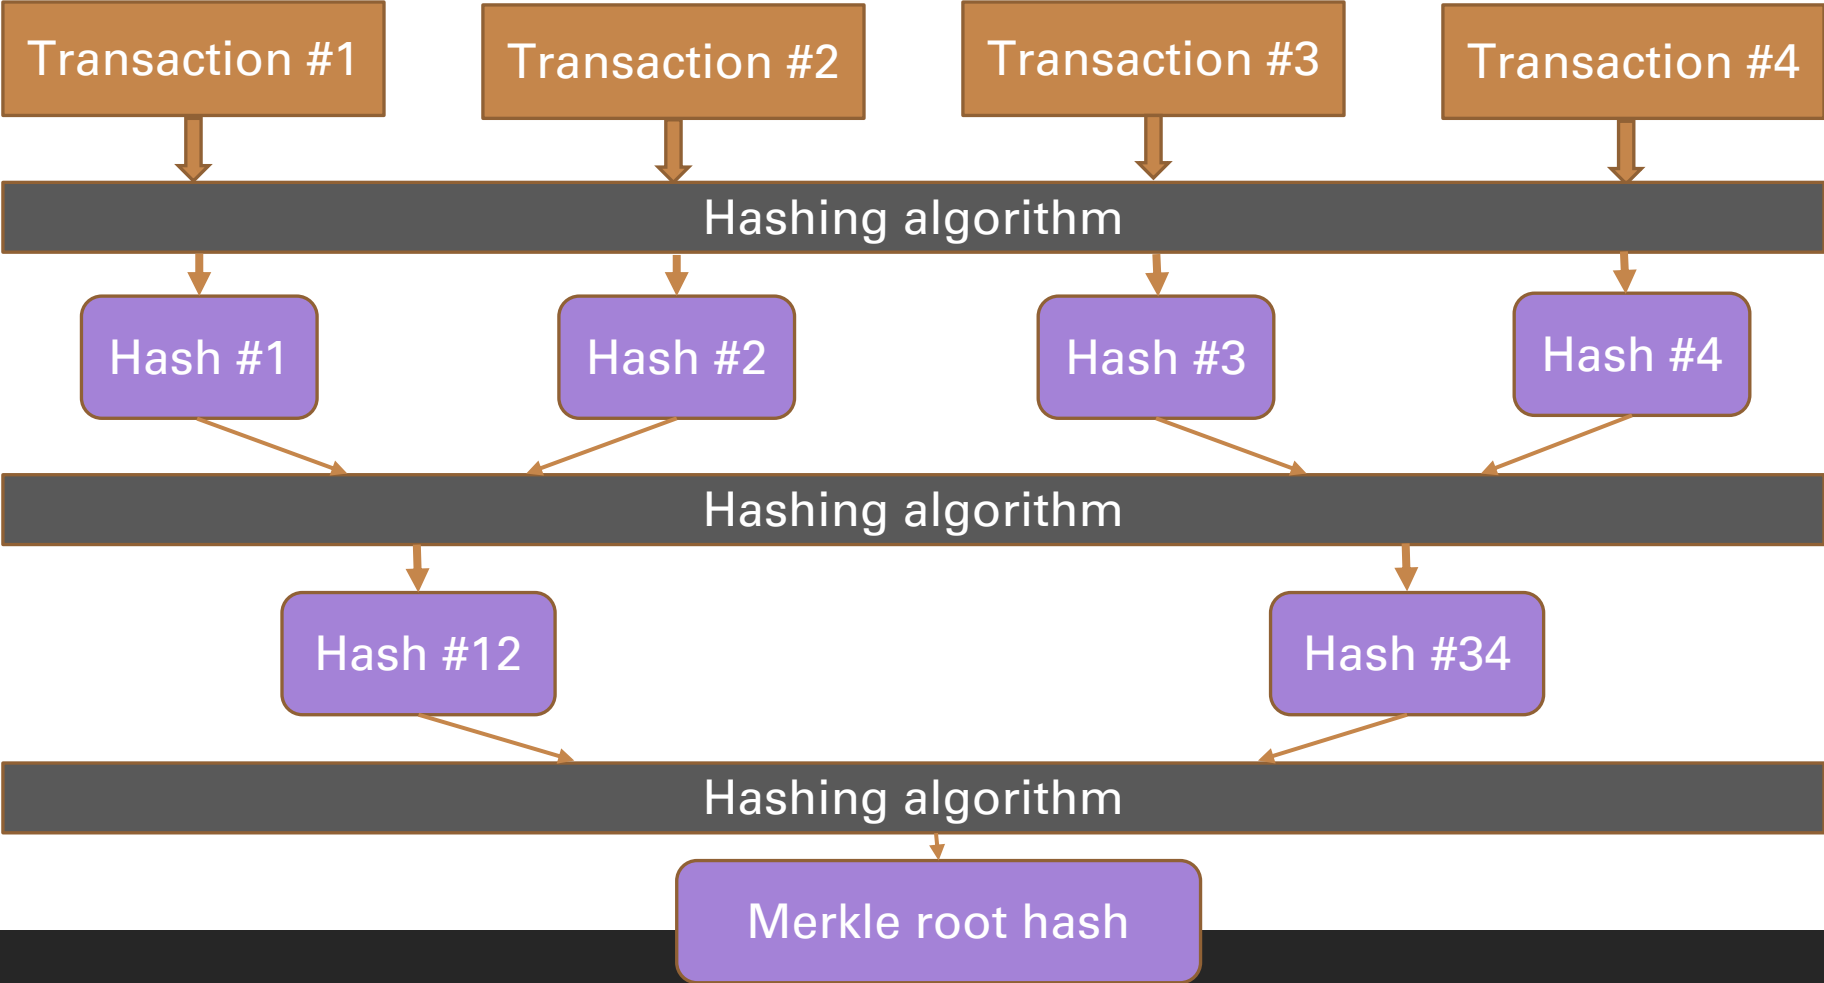 Transaction #1
Transaction #2
Transaction #3
Transaction #4
Hashing algorithm
Hash #1
Hash #2
Hash #3
Hash #4
Hashing algorithm
Hash #12
Hash #34
Hashing algorithm
Merkle root hash